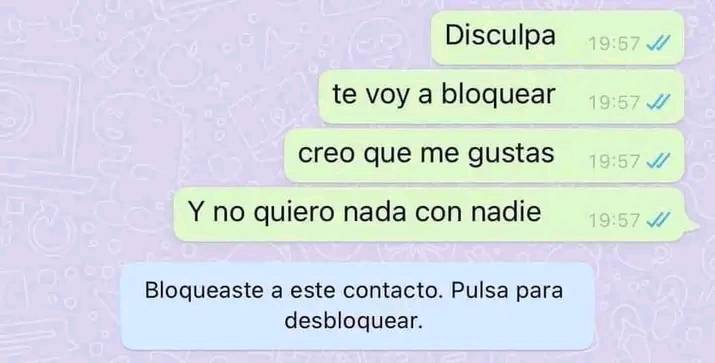 Disculpa 19:57
te voy a bloquear 19:57
creo que me gustas 19:57
Y no quiero nada con nadie 19:57
Bloqueaste a este contacto. Pulsa para
desbloquear.